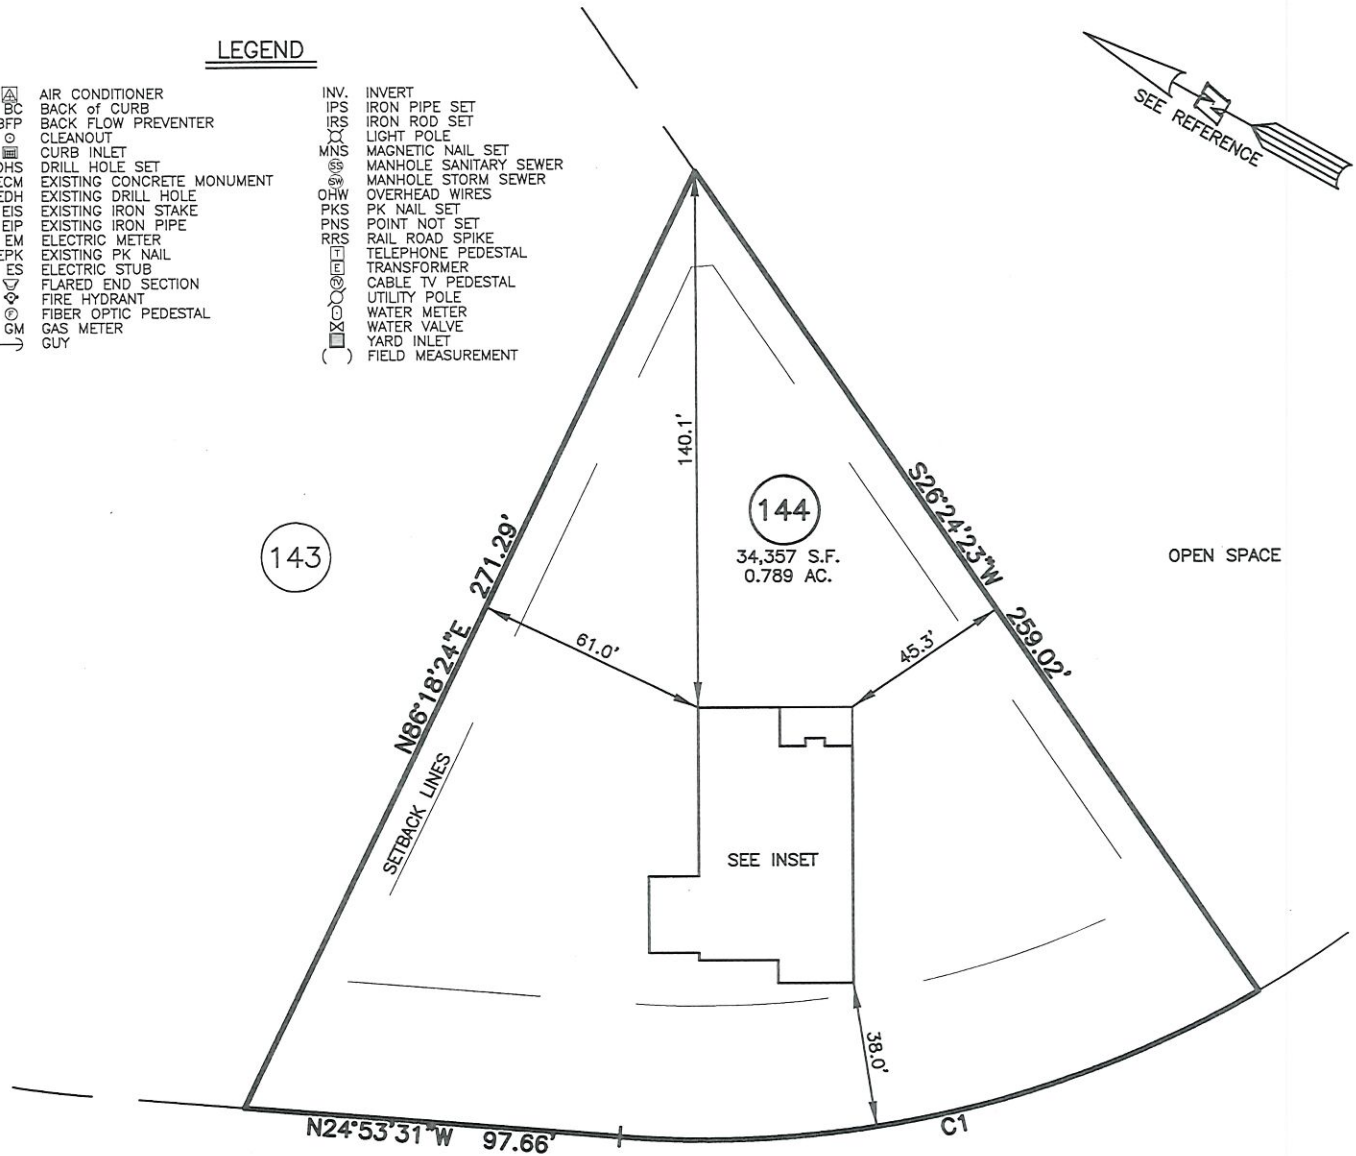 LEGEND
AIR CONDITIONER
BC BACK of CURB
BFP BACK FLOW PREVENTER
CLEANOUT
CURB INLET
DHS DRILL HOLE SET
ECM EXISTING CONCRETE MONUMENT
EDH EXISTING DRILL HOLE
EIS EXISTING IRON STAKE
EIP EXISTING IRON PIPE
EM ELECTRIC METER
EPK EXISTING PK NAIL
ES ELECTRIC STUB
FLARED END SECTION
FIRE HYDRANT
F FIBER OPTIC PEDESTAL
GM GAS METER
GUY
INV. INVERT
IPS IRON PIPE SET
IRS IRON ROD SET
LIGHT POLE
MNS MAGNETIC NAIL SET
SS MANHOLE SANITARY SEWER
SW MANHOLE STORM SEWER
OHW OVERHEAD WIRES
PKS PK NAIL SET
PNS POINT NOT SET
RRS RAIL ROAD SPIKE
T TELEPHONE PEDESTAL
E TRANSFORMER
TV CABLE TV PEDESTAL
UTILITY POLE
WATER METER
WATER VALVE
YARD INLET
( ) FIELD MEASUREMENT
N
SEE REFERENCE
140.1'
144
34,357 S.F.
0.789 AC.
143
N86°18'24"E 271.29'
S26°24'23"W 259.02'
OPEN SPACE
61.0'
45.3'
SETBACK LINES
SEE INSET
38.0'
N24°53'31"W 97.66'
C1